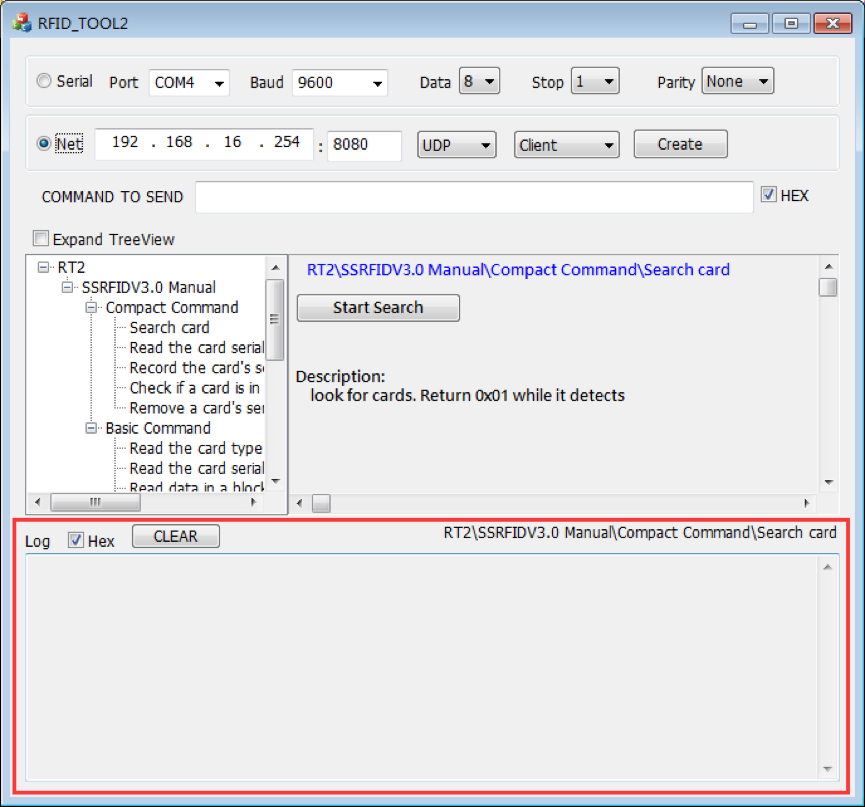 RFID_TOOL2
Serial Port COM4 Baud 9600 Data 8 Stop 1 Parity None
Net 192 . 168 . 16 . 254 : 8080 UDP Client Create
COMMAND TO SEND HEX
Expand TreeView
RT2
SSRFIDV3.0 Manual
Compact Command
Search card
Read the card serial
Record the card's s
Check if a card is in
Remove a card's ser
Basic Command
Read the card type
Read the card serial
Read data in a block
RT2\SSRFIDV3.0 Manual\Compact Command\Search card
Start Search
Description:
look for cards. Return 0x01 while it detects
Log Hex CLEAR RT2\SSRFIDV3.0 Manual\Compact Command\Search card